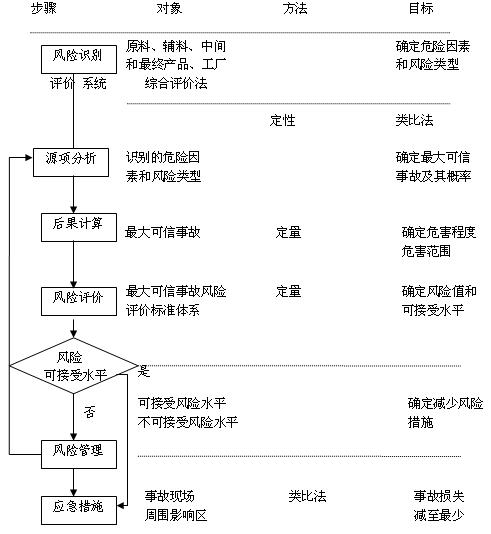 步骤 对象 方法 目标
风险识别 原料、辅料、中间 确定危险因素
和最终产品、工厂 和风险类型
评价 系统 综合评价法
定性 类比法
源项分析 识别的危险因 确定最大可信
素和风险类型 事故及其概率
后果计算 最大可信事故 定量 确定危害程度
危害范围
风险评价 最大可信事故风险 定量 确定风险值和
评价标准体系 可接受水平
风险
可接受水平 是
否 可接受风险水平 确定减少风险
不可接受风险水平 措施
风险管理
应急措施 事故现场 类比法 事故损失
周围影响区 减至最少